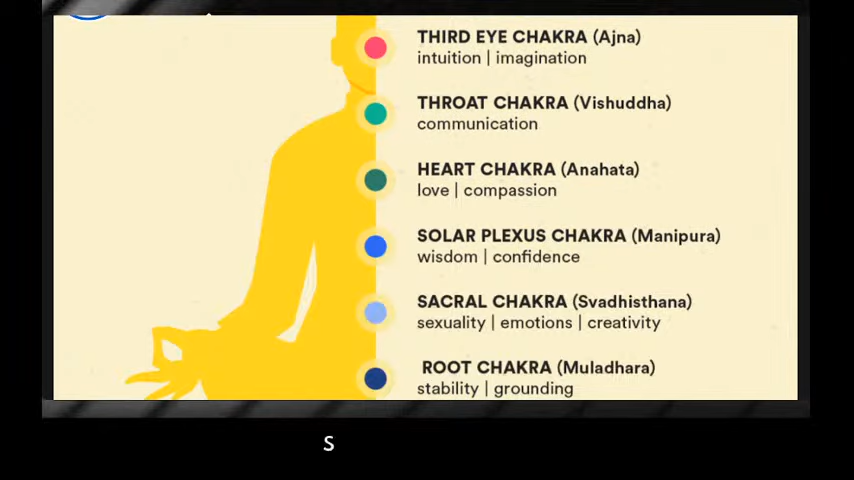 THIRD EYE CHAKRA (Ajna)
intuition | imagination
THROAT CHAKRA (Vishuddha)
communication
HEART CHAKRA (Anahata)
love | compassion
SOLAR PLEXUS CHAKRA (Manipura)
wisdom | confidence
SACRAL CHAKRA (Svadhisthana)
sexuality | emotions | creativity
ROOT CHAKRA (Muladhara)
stability | grounding
S